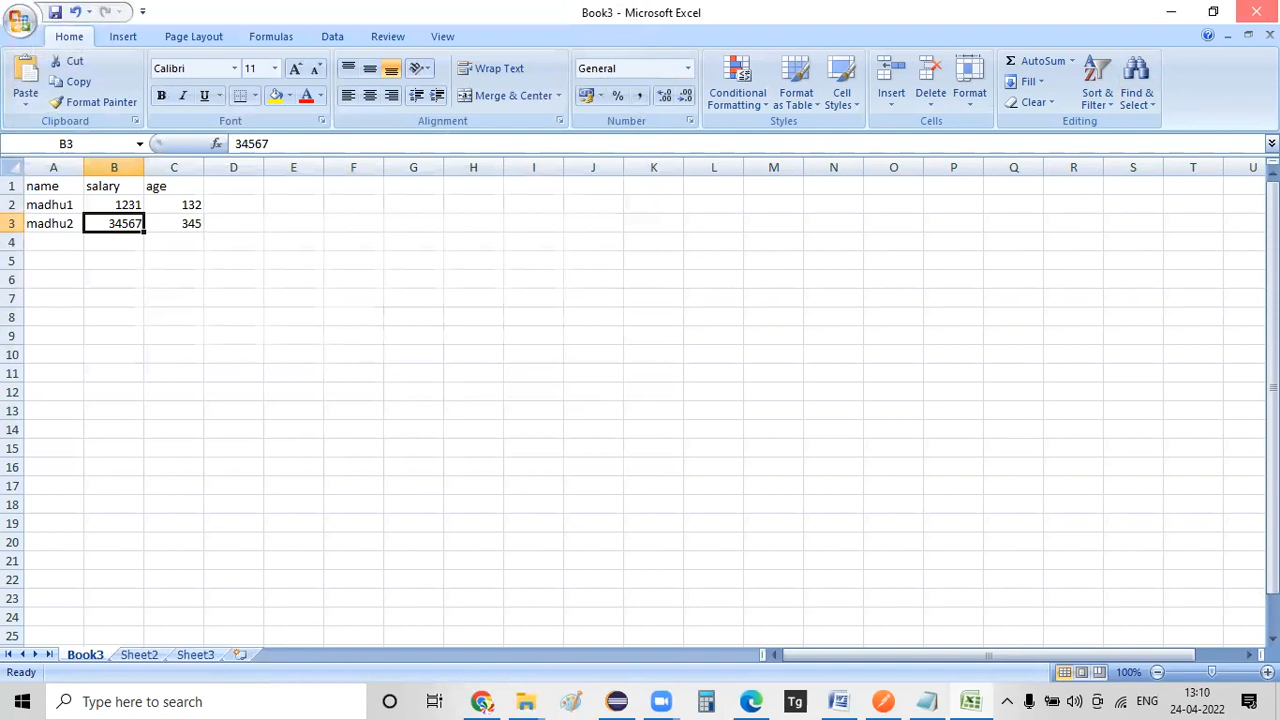 Book3 - Microsoft Excel
Home Insert Page Layout Formulas Data Review View
Paste Cut Calibri 11 Wrap Text General Conditional Formatting Format as Table Cell Styles Insert Delete Format Σ AutoSum Sort & Filter Find & Select
Copy Fill
Format Painter B I U A Merge & Center % , Clear
Clipboard Font Alignment Number Styles Cells Editing
B3 fx 34567
A B C D E F G H I J K L M N O P Q R S T U
1 name salary age
2 madhu1 1231 132
3 madhu2 34567 345
4
5
6
7
8
9
10
11
12
13
14
15
16
17
18
19
20
21
22
23
24
25
Book3 Sheet2 Sheet3
Ready 100%
Type here to search Tg ENG 13:10
24-04-2022